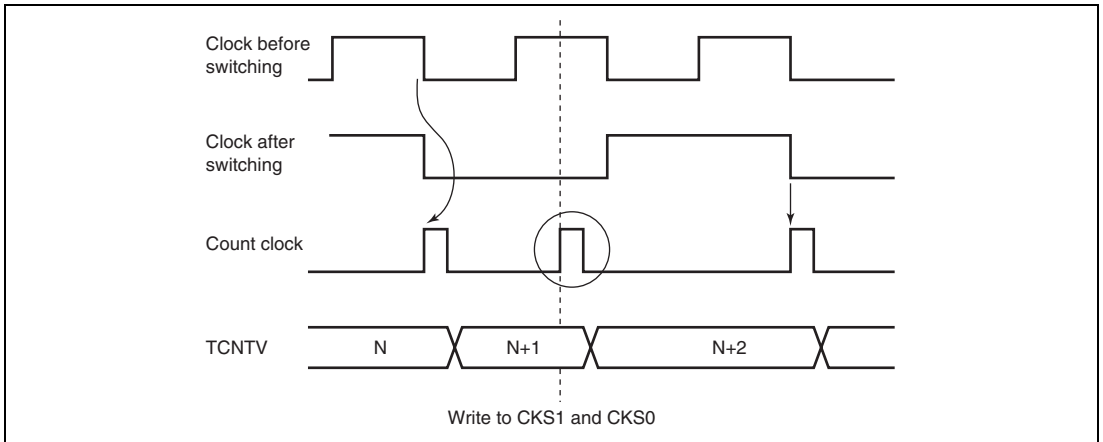 Clock before
switching
Clock after
switching
Count clock
TCNTV
N
N+1
N+2
Write to CKS1 and CKS0